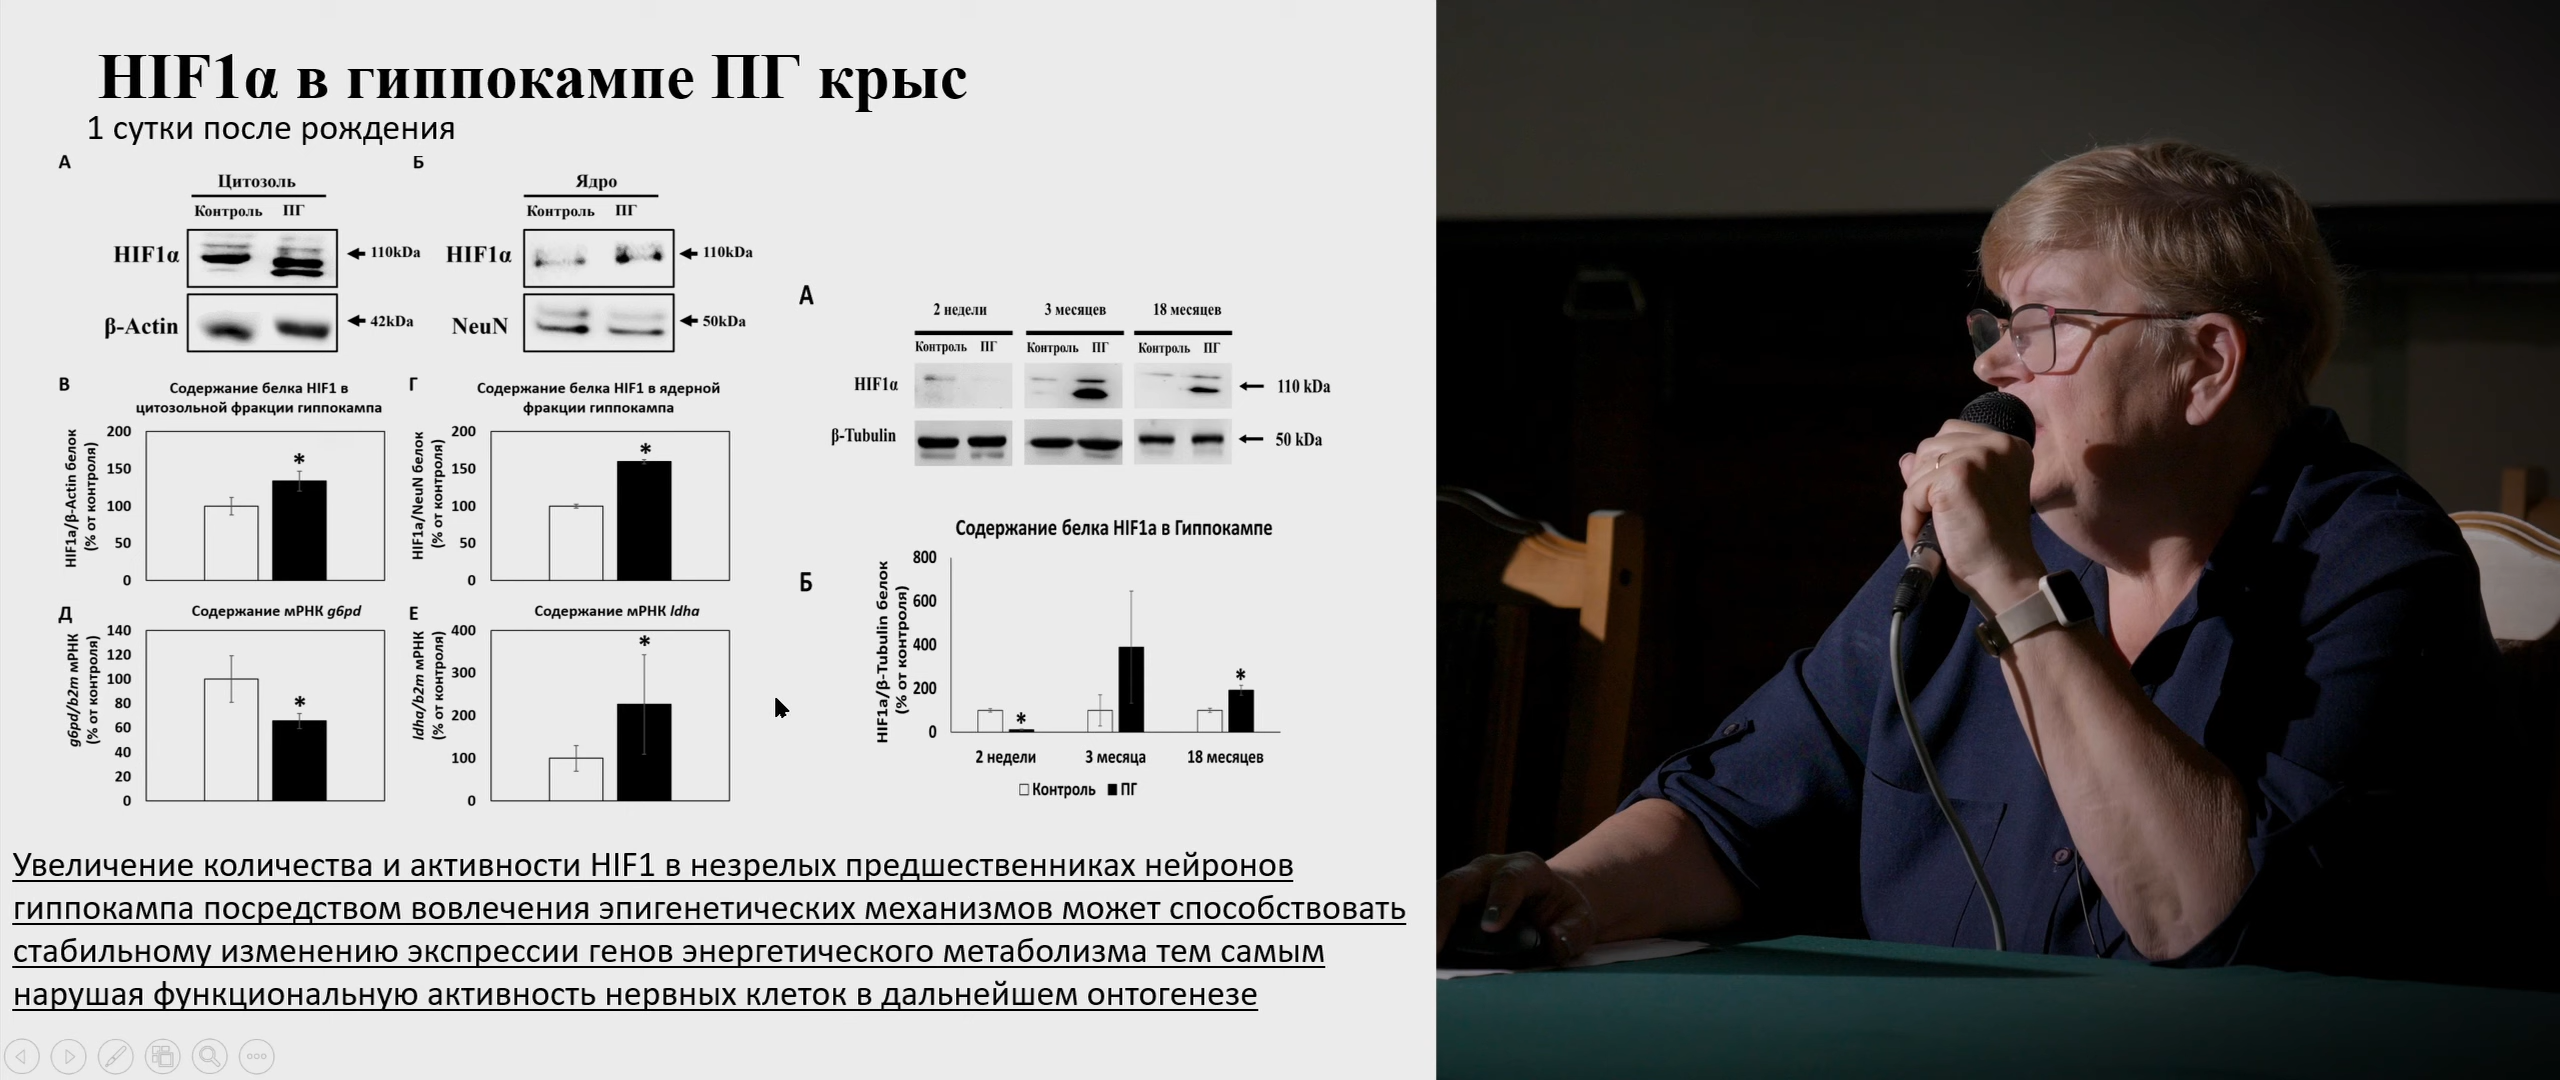 HIF1α в гиппокампе ПГ крыс
1 сутки после рождения
А
Цитозоль
Контроль ПГ
HIF1α
110kDa
β-Actin
42kDa
Б
Ядро
Контроль ПГ
HIF1α
110kDa
NeuN
50kDa
В
Содержание белка HIF1 в
цитозольной фракции гиппокампа
HIF1a/β-Actin белок
(% от контроля)
200
150
100
50
0
*
Г
Содержание белка HIF1 в ядерной
фракции гиппокампа
HIF1a/NeuN белок
(% от контроля)
200
150
100
50
0
*
Д
Содержание мРНК g6pd
g6pd/b2m мРНК
(% от контроля)
140
120
100
80
60
40
20
0
*
Е
Содержание мРНК ldha
ldha/b2m мРНК
(% от контроля)
400
300
200
100
0
*
А
2 недели 3 месяцев 18 месяцев
Контроль ПГ Контроль ПГ Контроль ПГ
HIF1α
110 kDa
β-Tubulin
50 kDa
Б
Содержание белка HIF1a в Гиппокампе
HIF1a/β-Tubulin белок
(% от контроля)
800
600
400
200
0
* *
2 недели 3 месяца 18 месяцев
Контроль ПГ
Увеличение количества и активности HIF1 в незрелых предшественниках нейронов
гиппокампа посредством вовлечения эпигенетических механизмов может способствовать
стабильному изменению экспрессии генов энергетического метаболизма тем самым
нарушая функциональную активность нервных клеток в дальнейшем онтогенезе